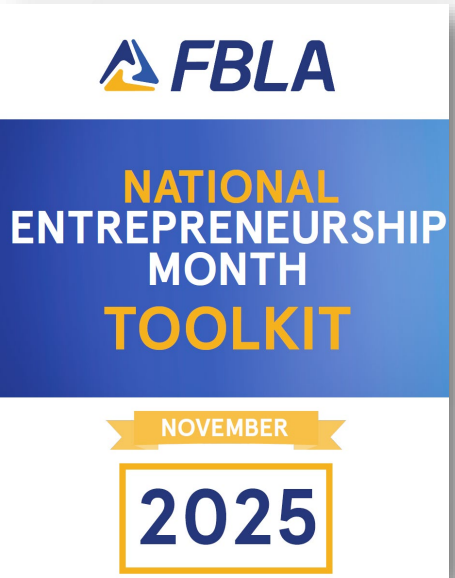 FBLA
NATIONAL
ENTREPRENEURSHIP
MONTH
TOOLKIT
NOVEMBER
2025